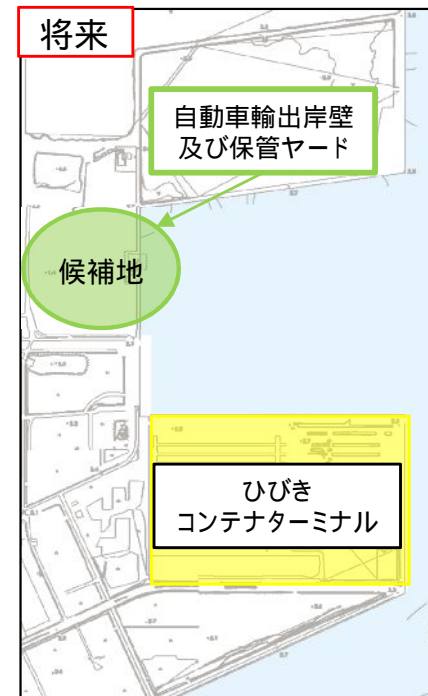 将来
自動車輸出岸壁
及び保管ヤード
候補地
ひびき
コンテナターミナル